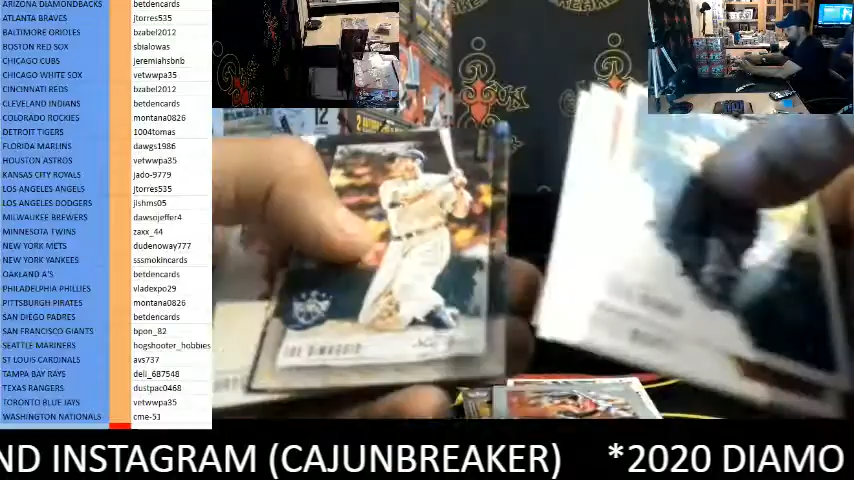 ARIZONA DIAMONDBACKS betdencards
ATLANTA BRAVES jtorres535
BALTIMORE ORIOLES bzabel2012
BOSTON RED SOX sbialowas
CHICAGO CUBS jeremiahsbnb
CHICAGO WHITE SOX vetwwpa35
CINCINNATI REDS bzabel2012
CLEVELAND INDIANS betdencards
COLORADO ROCKIES montana0826
DETROIT TIGERS 1004tomas
FLORIDA MARLINS dawgs1986
HOUSTON ASTROS vetwwpa35
KANSAS CITY ROYALS jado-9779
LOS ANGELES ANGELS jtorres535
LOS ANGELES DODGERS jlshms05
MILWAUKEE BREWERS dawsojeffer4
MINNESOTA TWINS zaxx_44
NEW YORK METS dudenoway777
NEW YORK YANKEES sssmokincards
OAKLAND A'S betdencards
PHILADELPHIA PHILLIES vladexpo29
PITTSBURGH PIRATES montana0826
SAN DIEGO PADRES betdencards
SAN FRANCISCO GIANTS bpon_82
SEATTLE MARINERS hogshooter_hobbies
ST LOUIS CARDINALS avs737
TAMPA BAY RAYS deli_687548
TEXAS RANGERS dustpac0468
TORONTO BLUE JAYS vetwwpa35
WASHINGTON NATIONALS cme-53
12
JOE DIMAGGIO
ND INSTAGRAM (CAJUNBREAKER) *2020 DIAMO